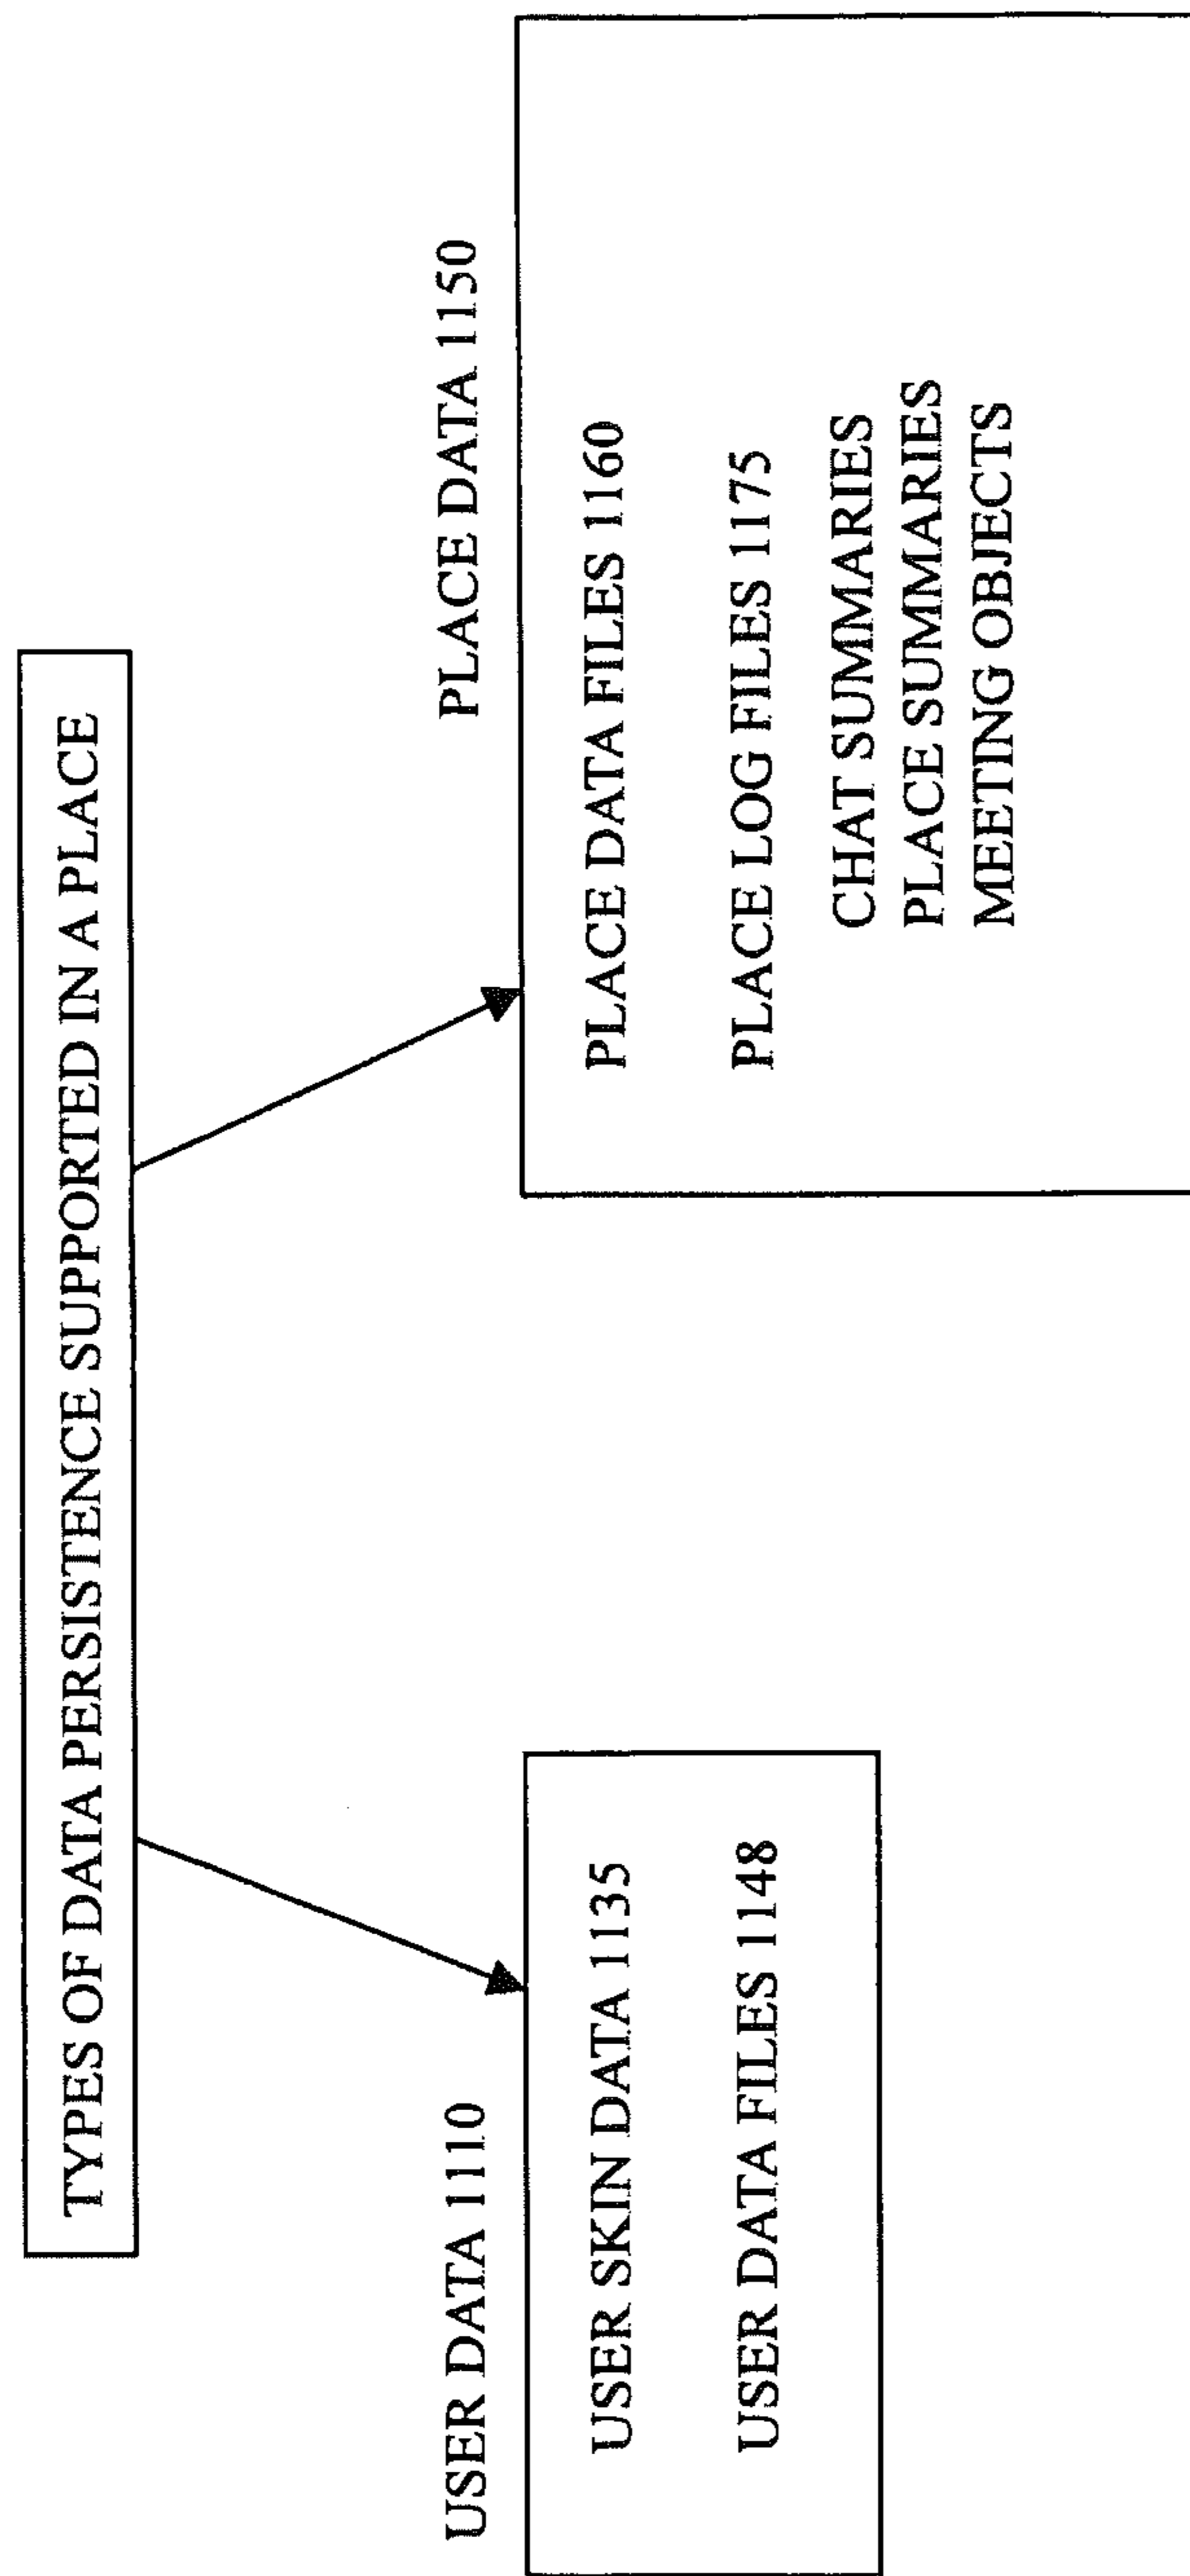 TYPES OF DATA PERSISTENCE SUPPORTED IN A PLACE
USER DATA 1110
USER SKIN DATA 1135
USER DATA FILES 1148
PLACE DATA 1150
PLACE DATA FILES 1160
PLACE LOG FILES 1175
CHAT SUMMARIES
PLACE SUMMARIES
MEETING OBJECTS